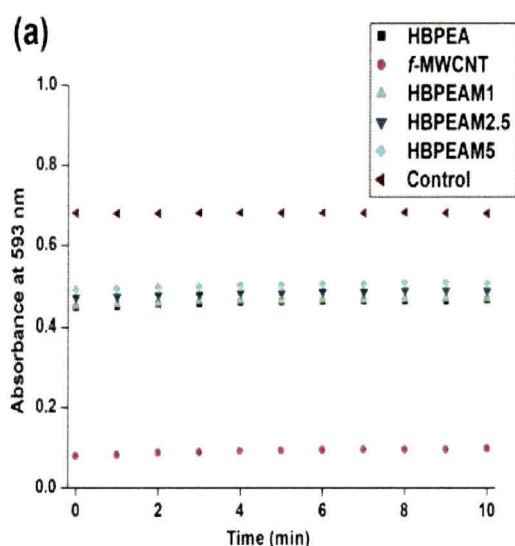 (a)
HBPEA
f-MWCNT
HBPEAM1
HBPEAM2.5
HBPEAM5
Control
1.0
0.8
0.6
0.4
0.2
0.0
Absorbance at 593 nm
0 2 4 6 8 10
Time (min)